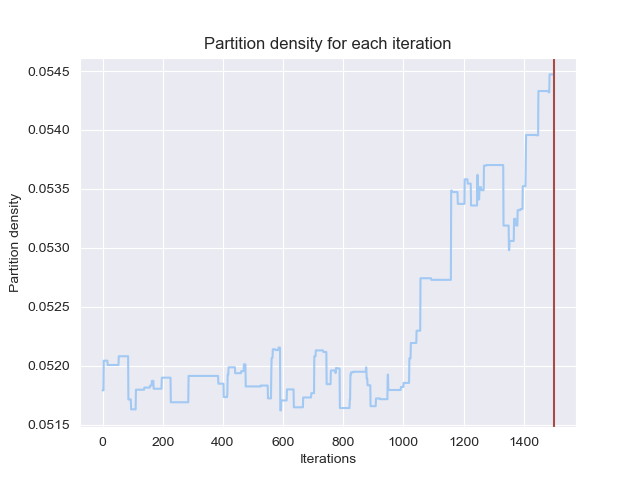 Partition density for each iteration
0.0545
0.0540
0.0535
0.0530
0.0525
0.0520
0.0515
Partition density
0 200 400 600 800 1000 1200 1400
Iterations